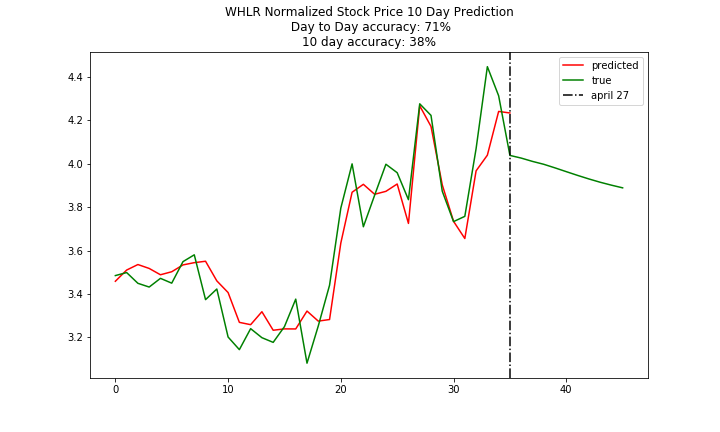 WHLR Normalized Stock Price 10 Day Prediction
Day to Day accuracy: 71%
10 day accuracy: 38%
predicted
true
april 27
4.4
4.2
4.0
3.8
3.6
3.4
3.2
0 10 20 30 40